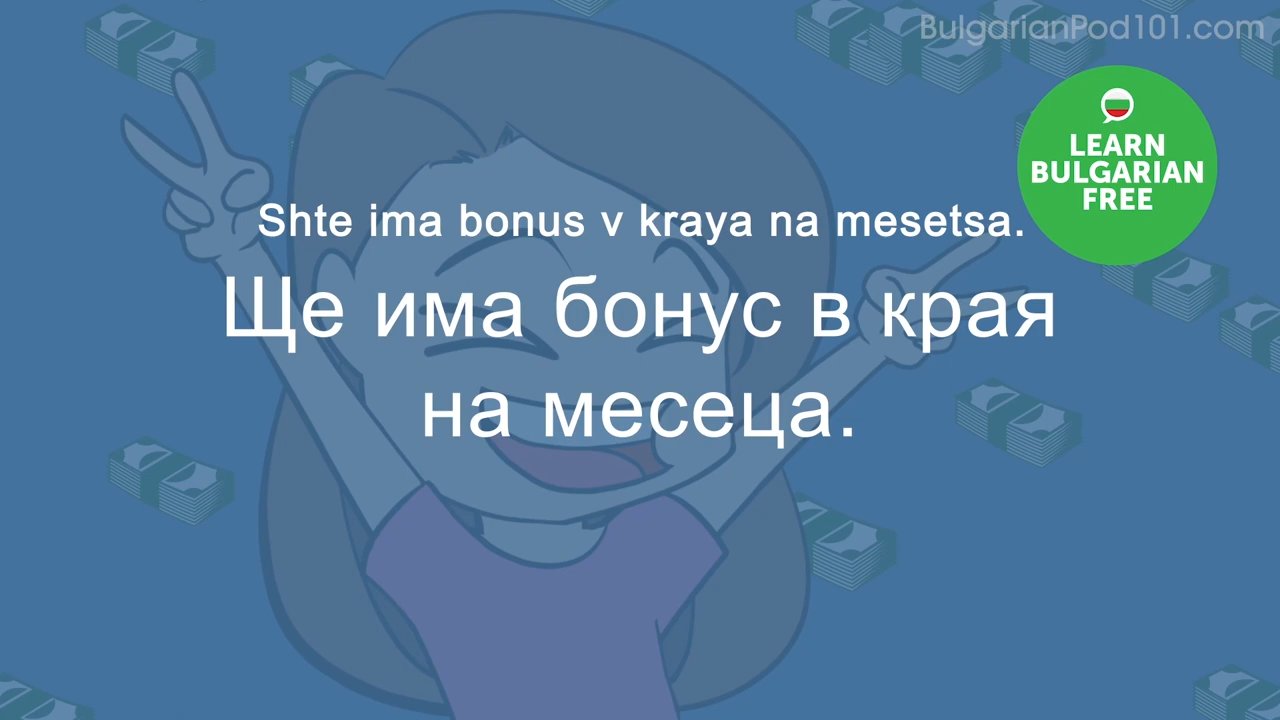 BulgarianPod101.com
LEARN
BULGARIAN
FREE
Shte ima bonus v kraya na mesetsa.
Ще има бонус в края
на месеца.